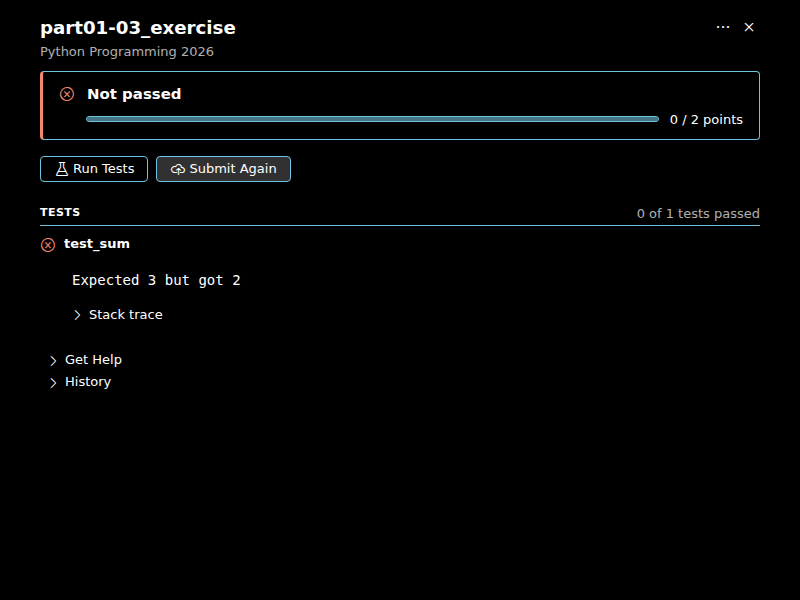 part01-03_exercise
Python Programming 2026
Not passed
0 / 2 points
Run Tests
Submit Again
TESTS
0 of 1 tests passed
test_sum
Expected 3 but got 2
Stack trace
Get Help
History